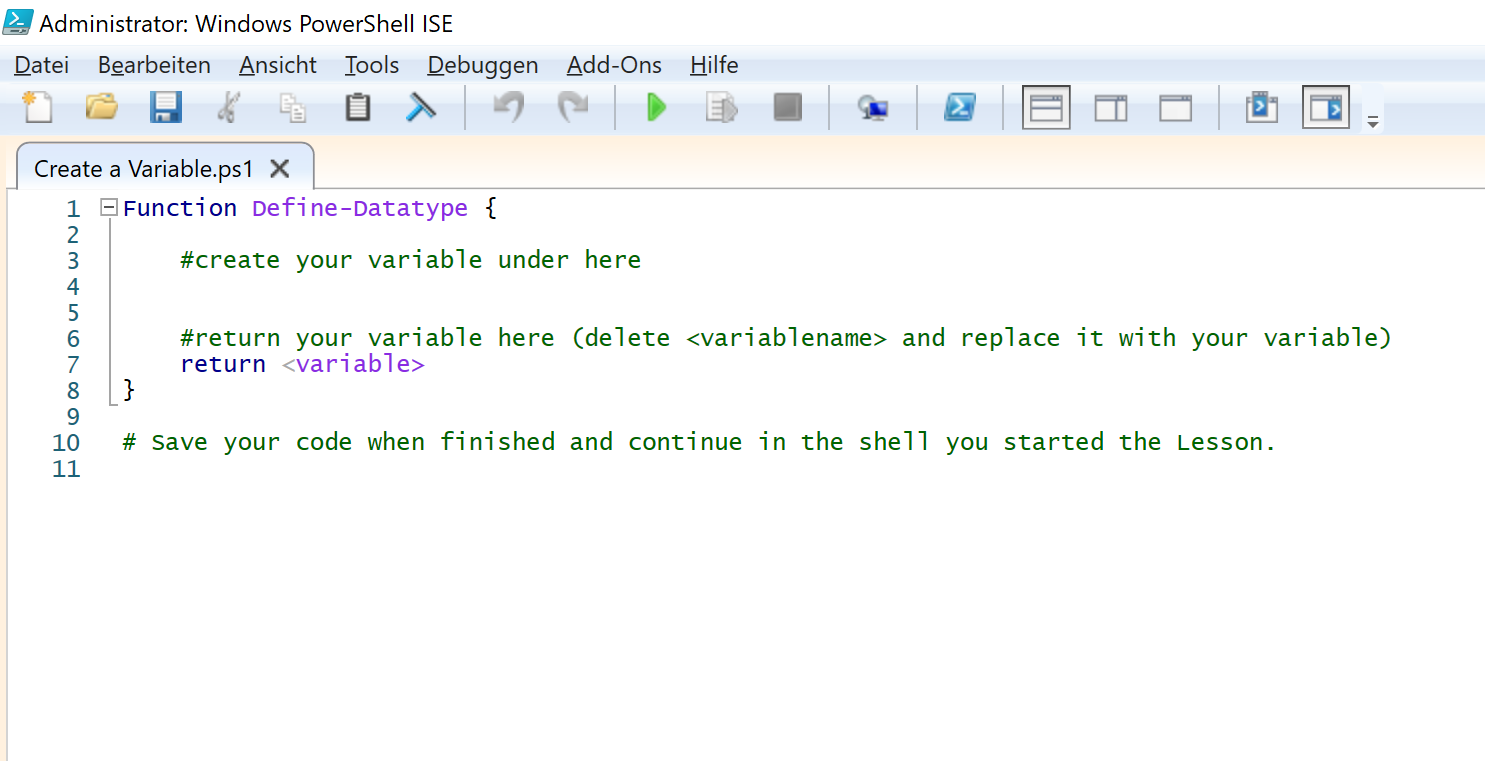 Administrator: Windows PowerShell ISE
Datei Bearbeiten Ansicht Tools Debuggen Add-Ons Hilfe
Create a Variable.ps1
1 Function Define-Datatype {
2
3 #create your variable under here
4
5
6 #return your variable here (delete <variablename> and replace it with your variable)
7 return <variable>
8 }
9
10 # Save your code when finished and continue in the shell you started the Lesson.
11